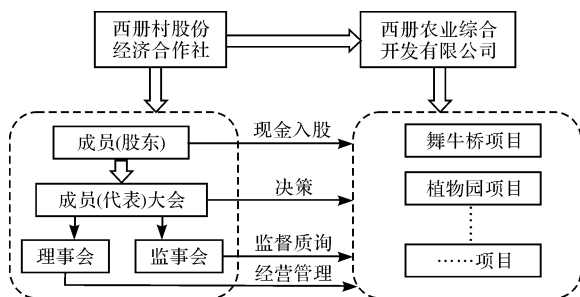 西册村股份
经济合作社
西册农业综合
开发有限公司
成员(股东)
现金入股
舞牛桥项目
成员(代表)大会
决策
植物园项目
理事会
监事会
监督质询
经营管理
……项目